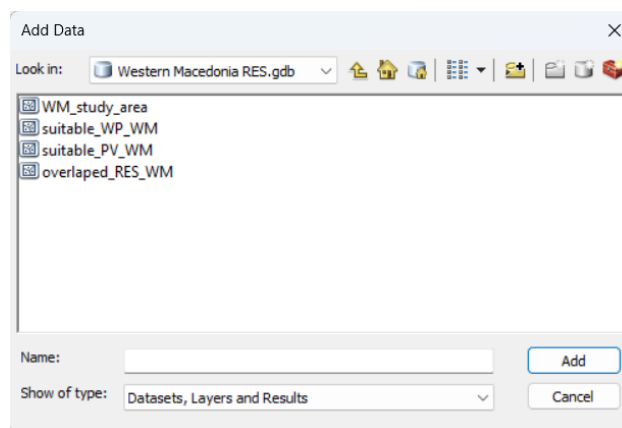 Add Data
Look in: Western Macedonia RES.gdb
WM_study_area
suitable_WP_WM
suitable_PV_WM
overlaped_RES_WM
Name: Add
Show of type: Datasets, Layers and Results Cancel